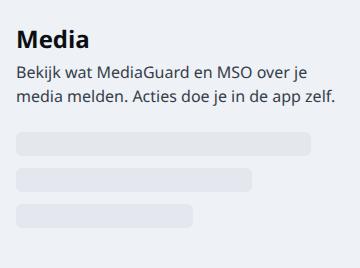 Media
Bekijk wat MediaGuard en MSO over je
media melden. Acties doe je in de app zelf.